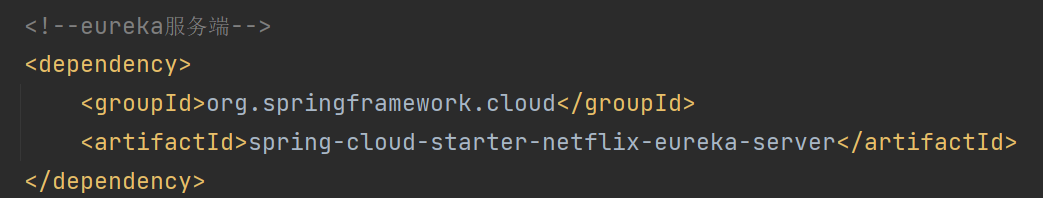 <!--eureka服务端-->
<dependency>
    <groupId>org.springframework.cloud</groupId>
    <artifactId>spring-cloud-starter-netflix-eureka-server</artifactId>
</dependency>